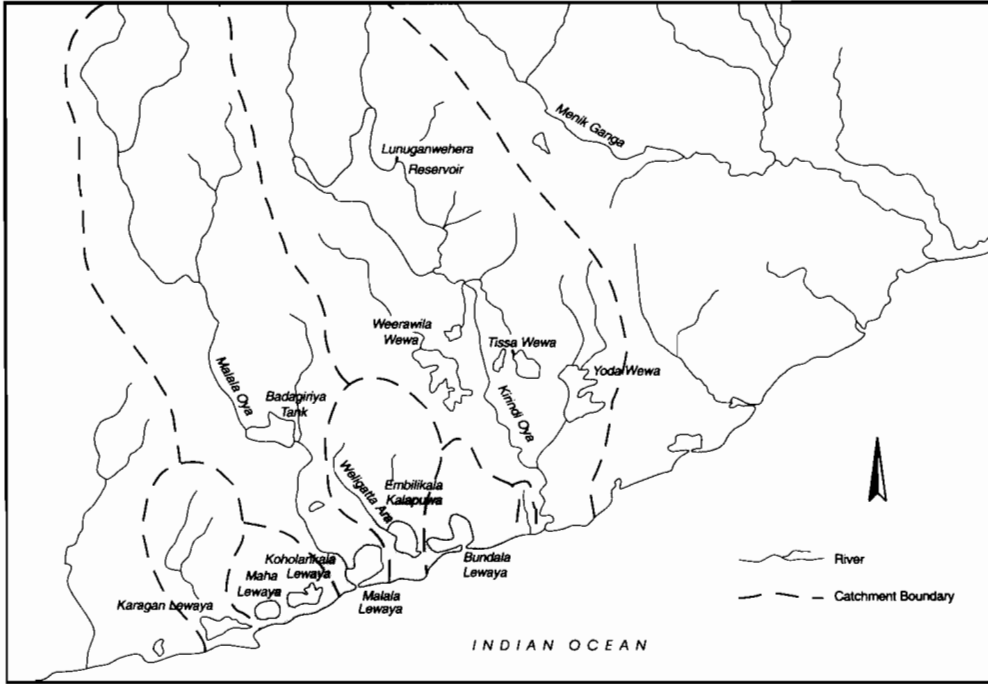 Menik Ganga
Lunuganwehera
Reservoir
Weerawila
Wewa
Tissa Wewa
Yoda Wewa
Malala Oya
Badagiriya
Tank
Kirindi Oya
Weligatta Ara
Embilikala
Kalapuwa
Koholankala
Lewaya
Maha
Lewaya
Bundala
Lewaya
Karagan Lewaya
Malala
Lewaya
River
Catchment Boundary
INDIAN OCEAN